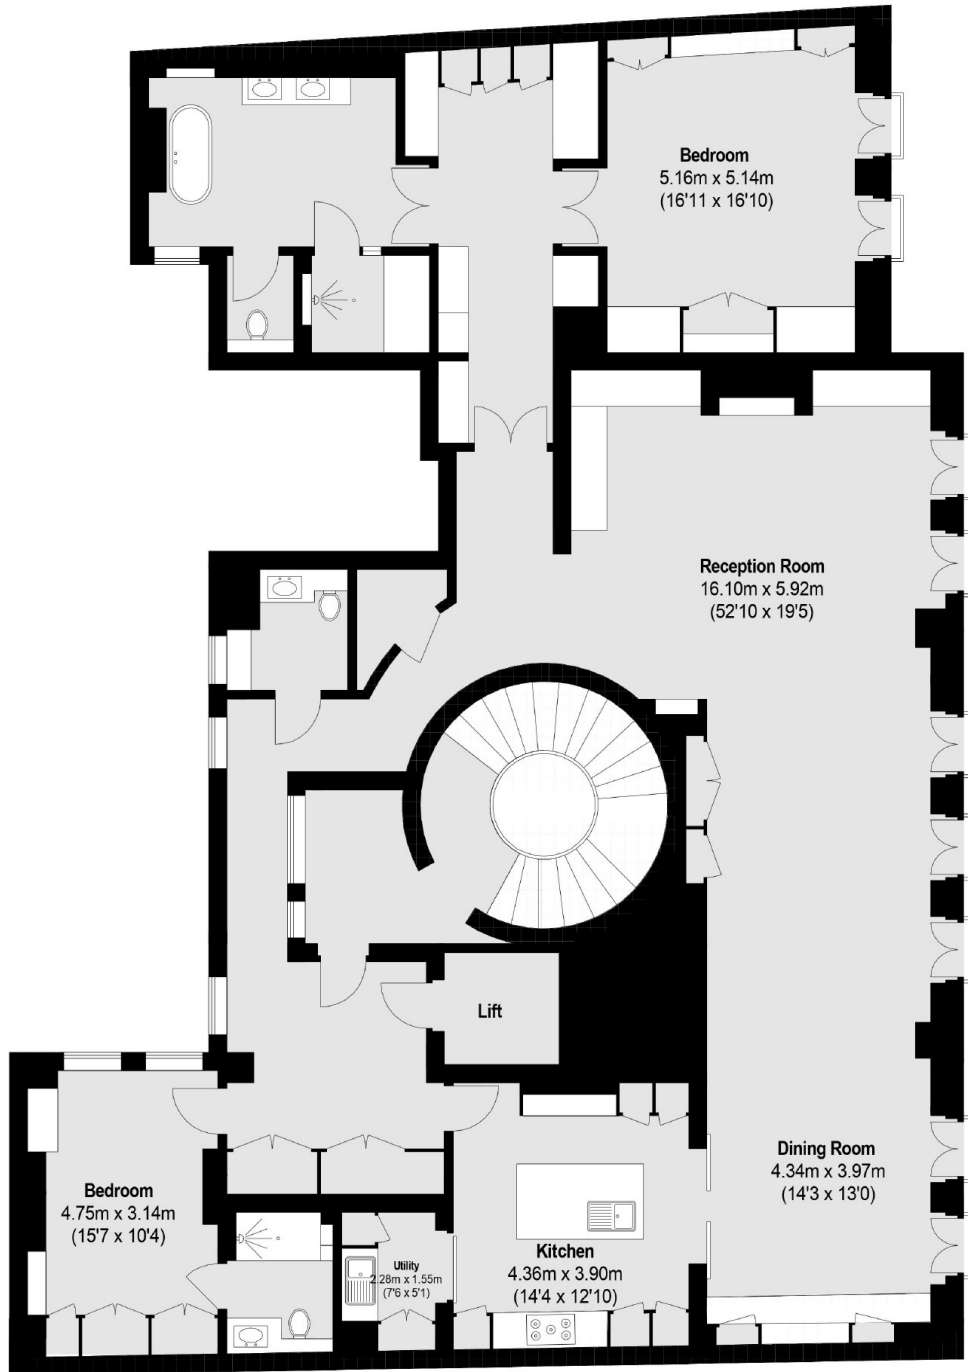 Bedroom
5.16m x 5.14m
(16'11 x 16'10)
Reception Room
16.10m x 5.92m
(52'10 x 19'5)
Lift
Dining Room
4.34m x 3.97m
(14'3 x 13'0)
Bedroom
4.75m x 3.14m
(15'7 x 10'4)
Kitchen
4.36m x 3.90m
(14'4 x 12'10)
Utility
2.28m x 1.55m
(7'6 x 5'1)